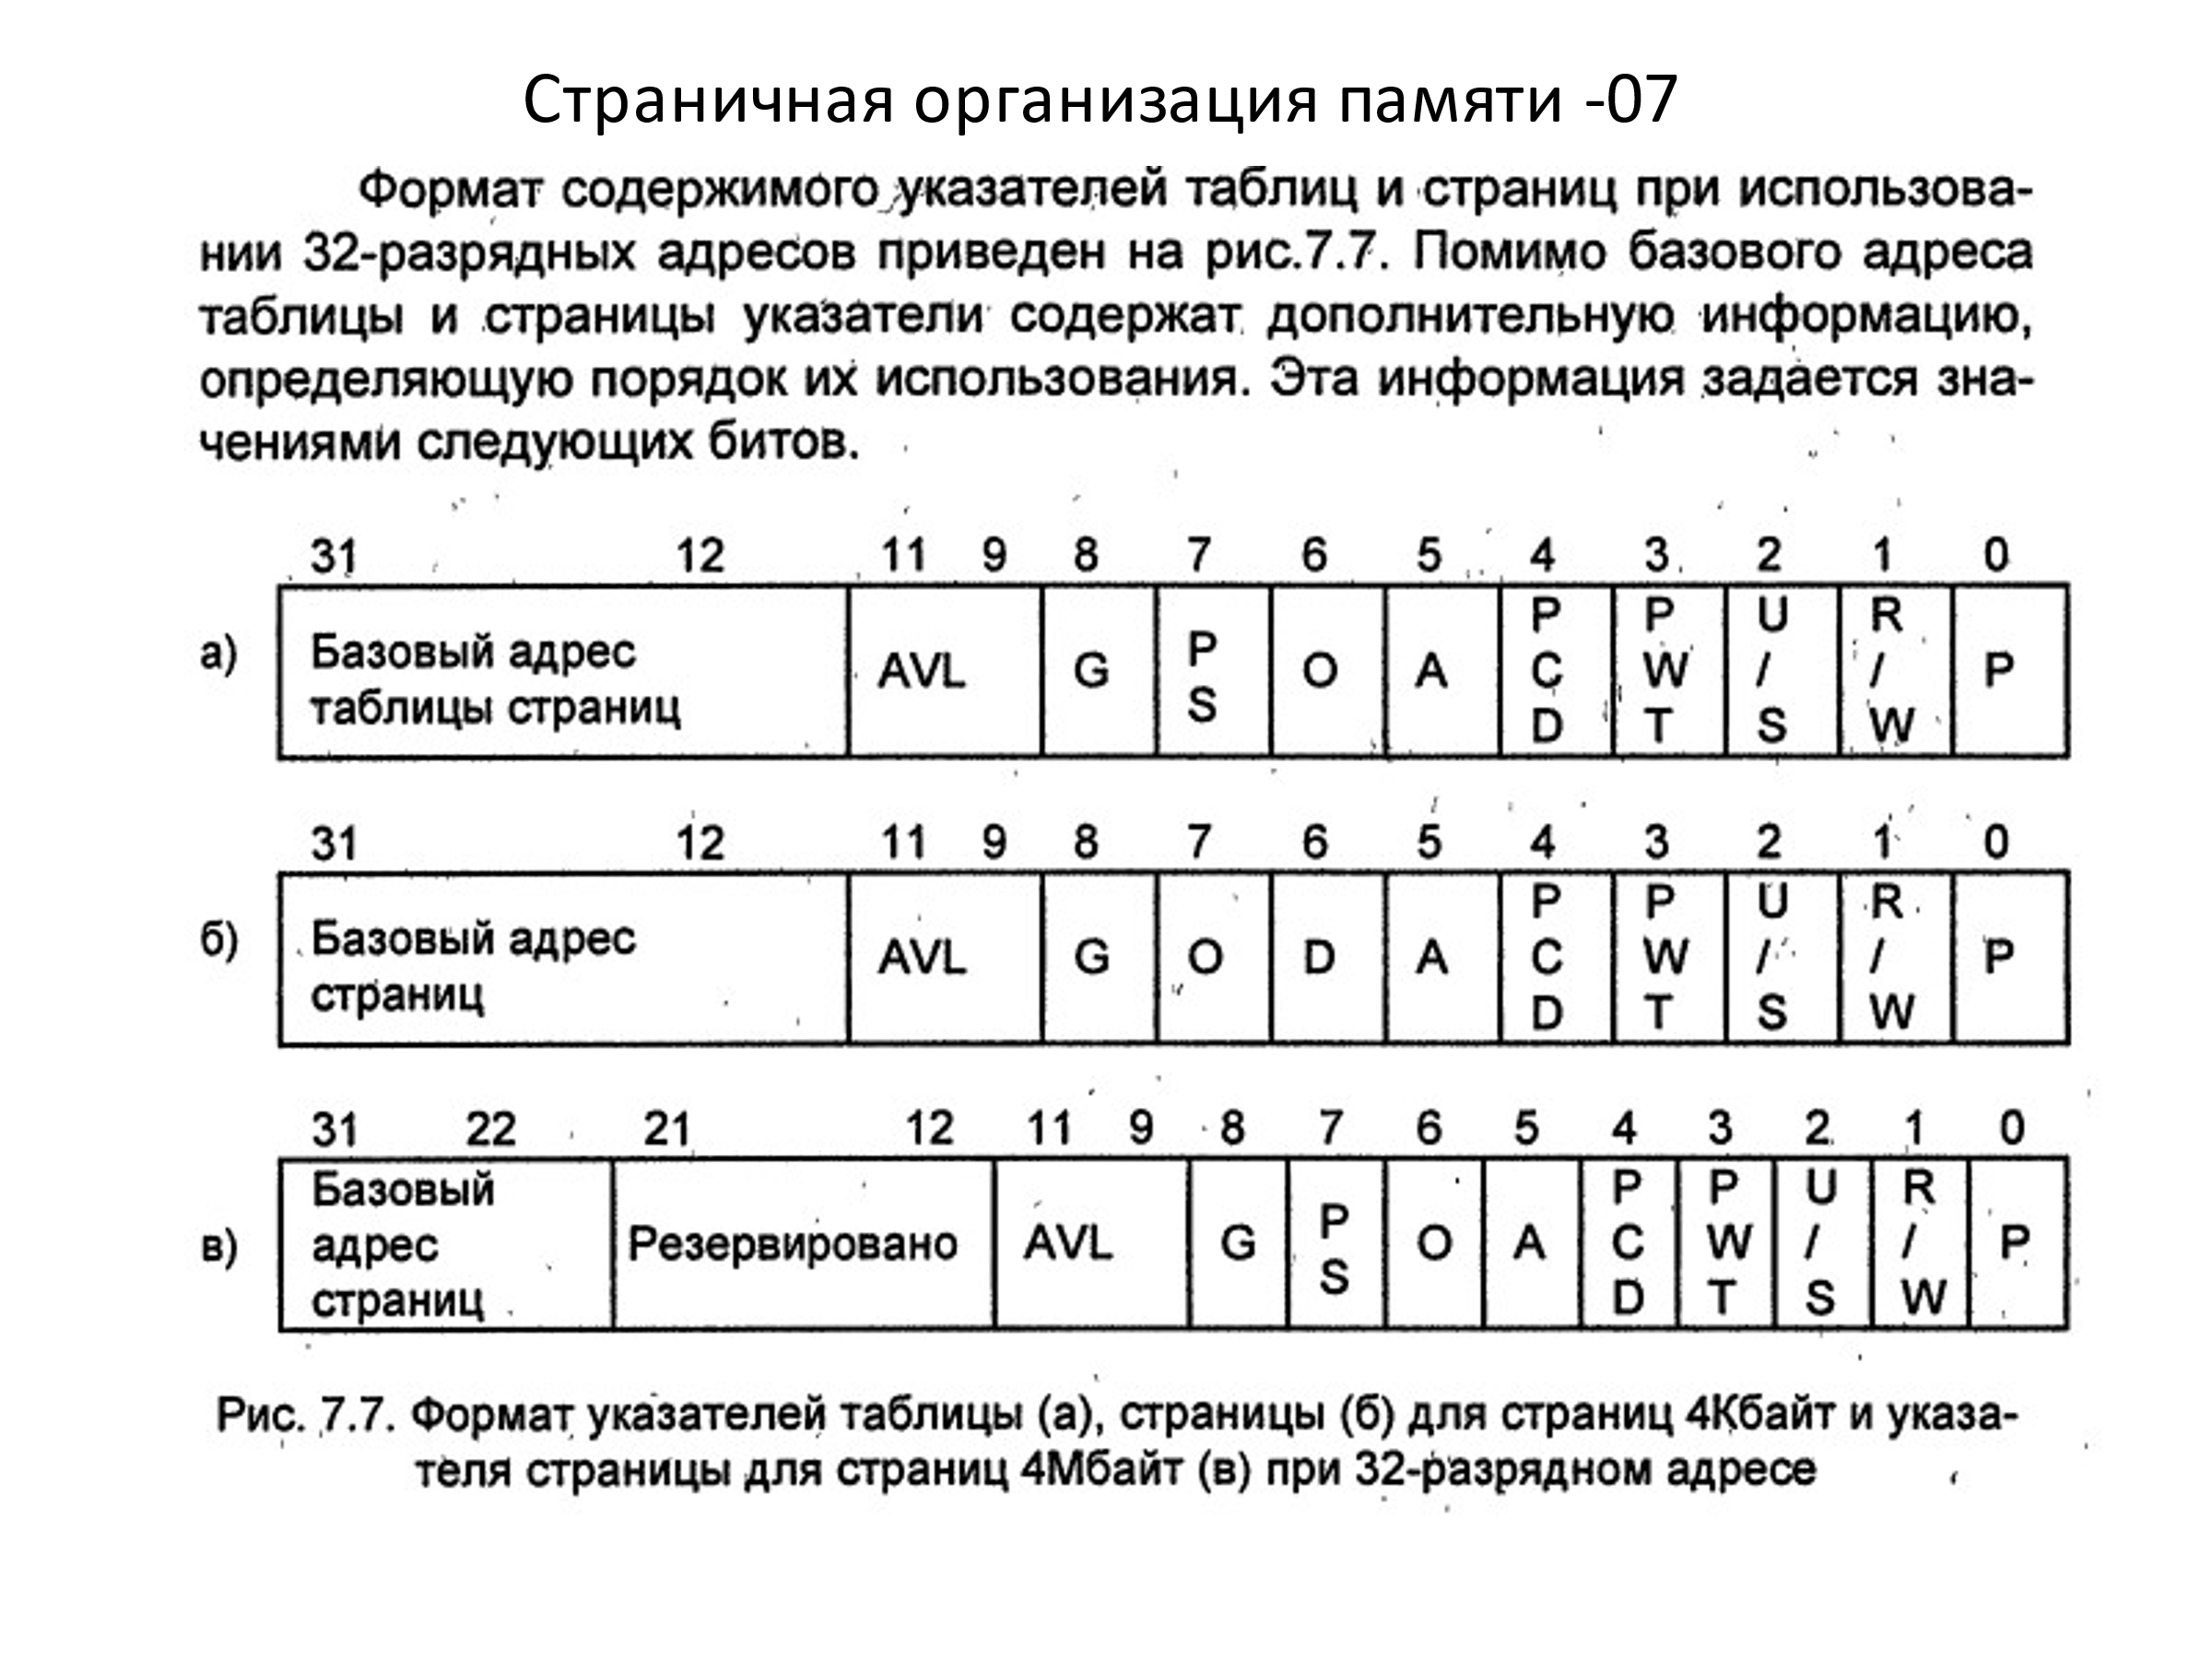 Страничная организация памяти -07
Формат содержимого указателей таблиц и страниц при использова-
нии 32-разрядных адресов приведен на рис.7.7. Помимо базового адреса
таблицы и страницы указатели содержат дополнительную информацию,
определяющую порядок их использования. Эта информация задается зна-
чениями следующих битов.
31 12 11 9 8 7 6 5 4 3 2 1 0
а) Базовый адрес таблицы страниц AVL G PS O A PCD PWT U/S R/W P
31 12 11 9 8 7 6 5 4 3 2 1 0
б) Базовый адрес страниц AVL G O D A PCD PWT U/S R/W P
31 22 21 12 11 9 8 7 6 5 4 3 2 1 0
в) Базовый адрес страниц Резервировано AVL G PS O A PCD PWT U/S R/W P
Рис. 7.7. Формат указателей таблицы (а), страницы (б) для страниц 4Кбайт и указа-
теля страницы для страниц 4Мбайт (в) при 32-разрядном адресе